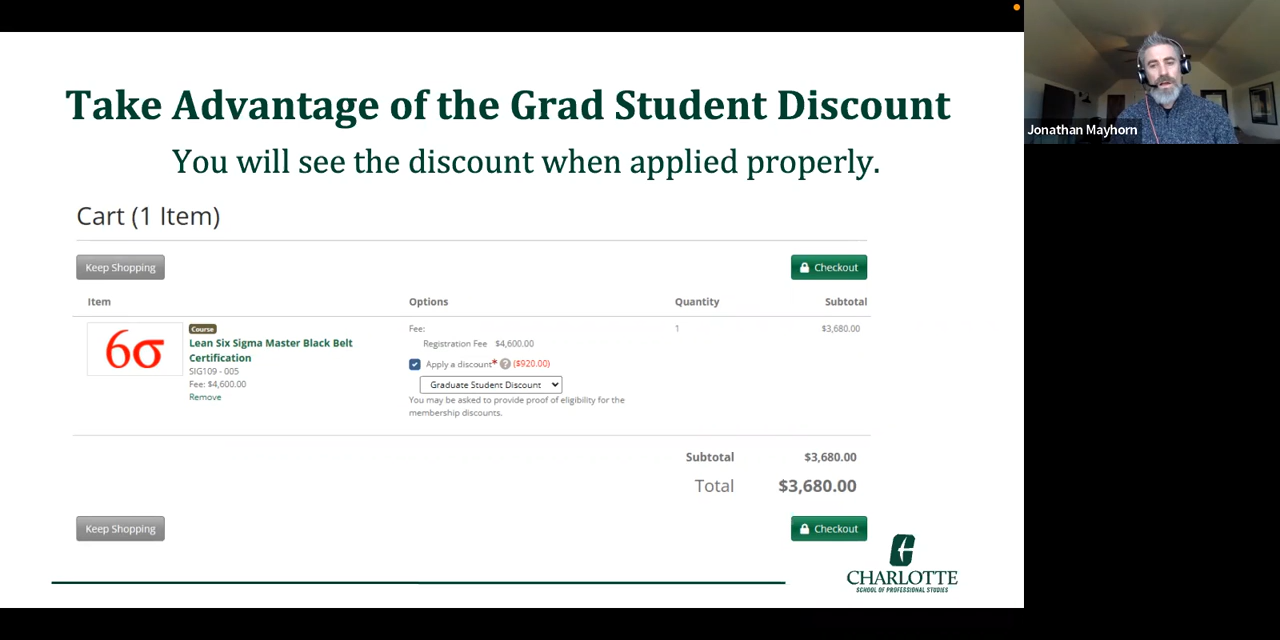 Take Advantage of the Grad Student Discount
You will see the discount when applied properly.
Cart (1 Item)
Keep Shopping
Checkout
Item
Options
Quantity
Subtotal
6σ
Course
Lean Six Sigma Master Black Belt
Certification
SIG109 - 005
Fee: $4,600.00
Remove
Fee:
Registration Fee $4,600.00
Apply a discount* ? ($920.00)
Graduate Student Discount
You may be asked to provide proof of eligibility for the
membership discounts.
1
$3,680.00
Subtotal $3,680.00
Total $3,680.00
Keep Shopping
Checkout
CHARLOTTE
SCHOOL OF PROFESSIONAL STUDIES
Jonathan Mayhorn